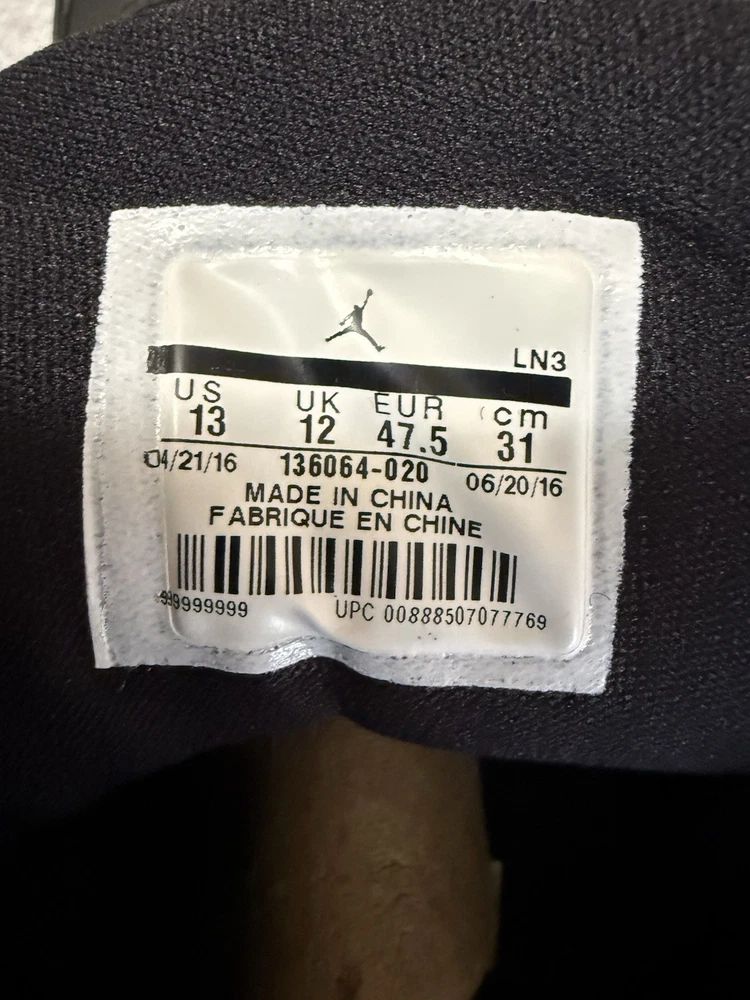 LN3
US UK EUR cm
13 12 47.5 31
04/21/16 136064-020 06/20/16
MADE IN CHINA
FABRIQUE EN CHINE
99999999999 UPC 00888507077769